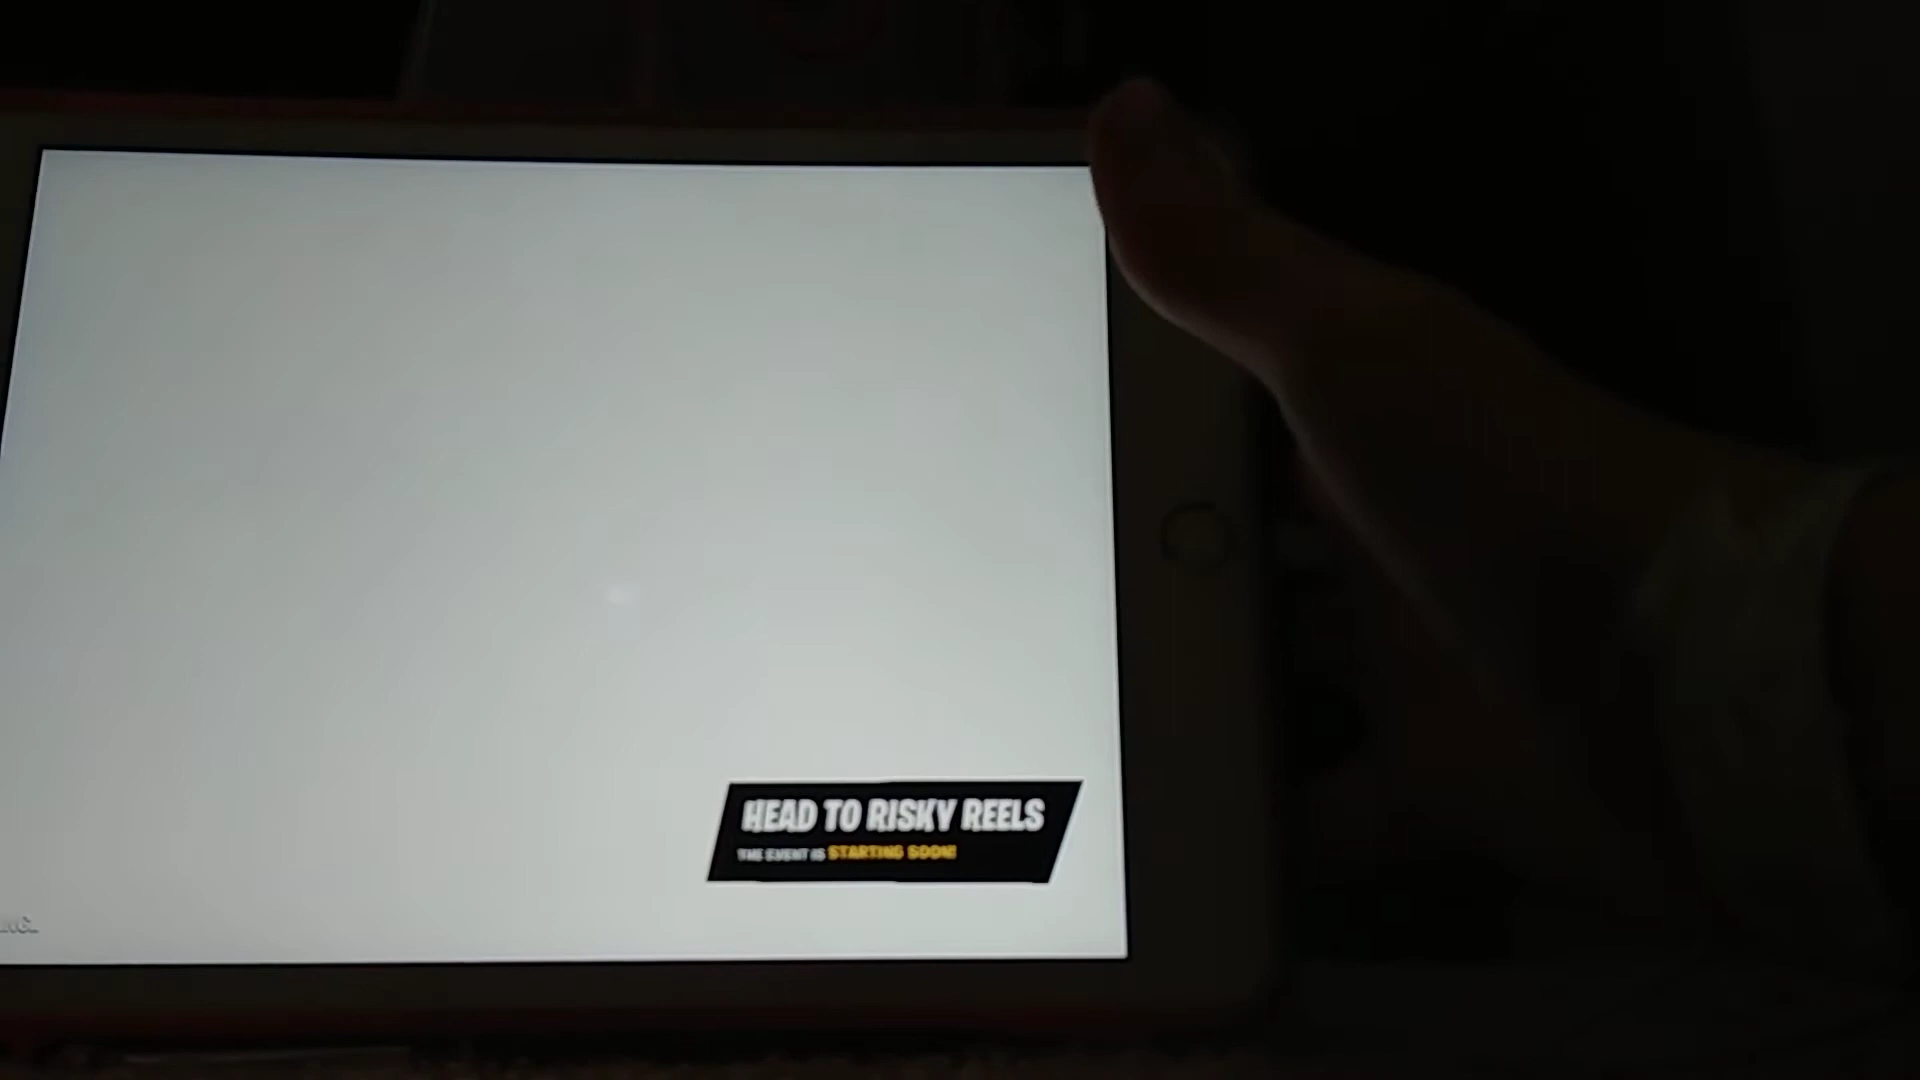 HEAD TO RISKY REELS
THE EVENT IS STARTING SOON!